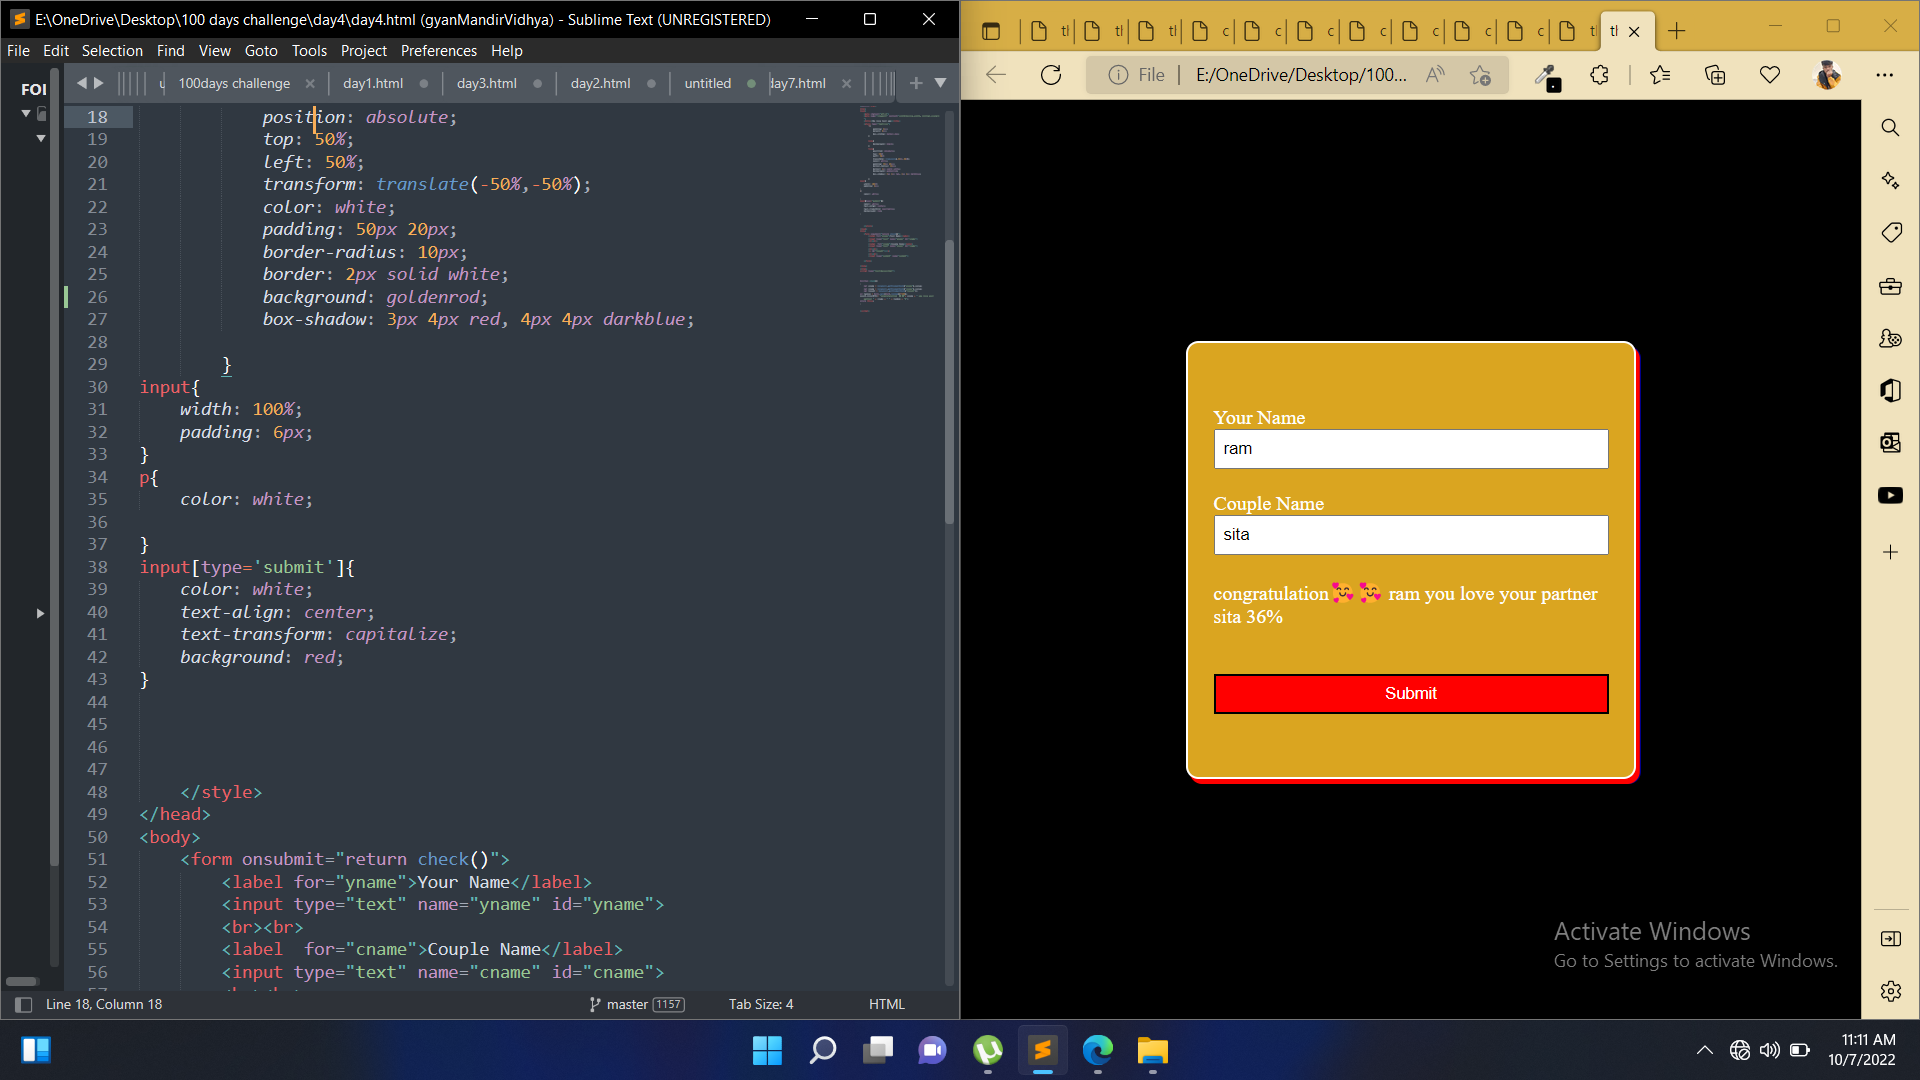 E:\OneDrive\Desktop\100 days challenge\day4\day4.html (gyanMandirVidhya) - Sublime Text (UNREGISTERED)
File Edit Selection Find View Goto Tools Project Preferences Help
FOI
100days challenge
day1.html
day3.html
day2.html
untitled
day7.html
18 position: absolute;
19 top: 50%;
20 left: 50%;
21 transform: translate(-50%,-50%);
22 color: white;
23 padding: 50px 20px;
24 border-radius: 10px;
25 border: 2px solid white;
26 background: goldenrod;
27 box-shadow: 3px 4px red, 4px 4px darkblue;
28
29 }
30 input{
31 width: 100%;
32 padding: 6px;
33 }
34 p{
35 color: white;
36
37 }
38 input[type='submit']{
39 color: white;
40 text-align: center;
41 text-transform: capitalize;
42 background: red;
43 }
44
45
46
47
48 </style>
49 </head>
50 <body>
51 <form onsubmit="return check()">
52 <label for="yname">Your Name</label>
53 <input type="text" name="yname" id="yname">
54 <br><br>
55 <label  for="cname">Couple Name</label>
56 <input type="text" name="cname" id="cname">
Line 18, Column 18
master 1157
Tab Size: 4
HTML
File
E:/OneDrive/Desktop/100...
Your Name
ram
Couple Name
sita
congratulation🥰🥰 ram you love your partner
sita 36%
Submit
Activate Windows
Go to Settings to activate Windows.
11:11 AM
10/7/2022